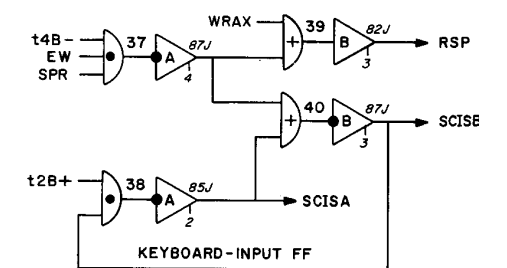 WRAX
39
82J
t4B-
37
87J
+
B
RSP
EW
A
3
SPR
4
40
87J
+
B
SCISB
3
t2B+
38
85J
A
SCISA
2
KEYBOARD-INPUT FF